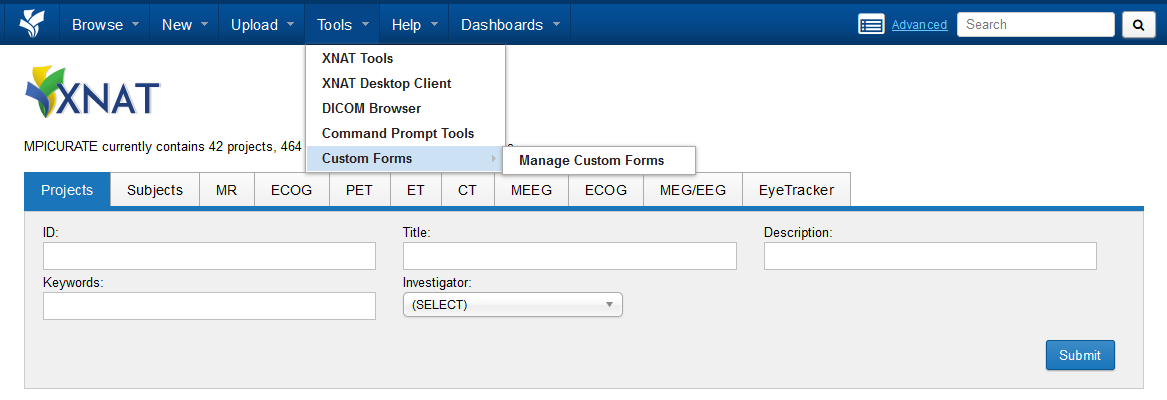 Browse New Upload Tools Help Dashboards Advanced Search
XNAT Tools
XNAT Desktop Client
DICOM Browser
Command Prompt Tools
Custom Forms
Manage Custom Forms
XNAT
MPICURATE currently contains 42 projects, 464
Projects Subjects MR ECOG PET ET CT MEEG ECOG MEG/EEG EyeTracker
ID: Title: Description:
Keywords: Investigator:
(SELECT)
Submit